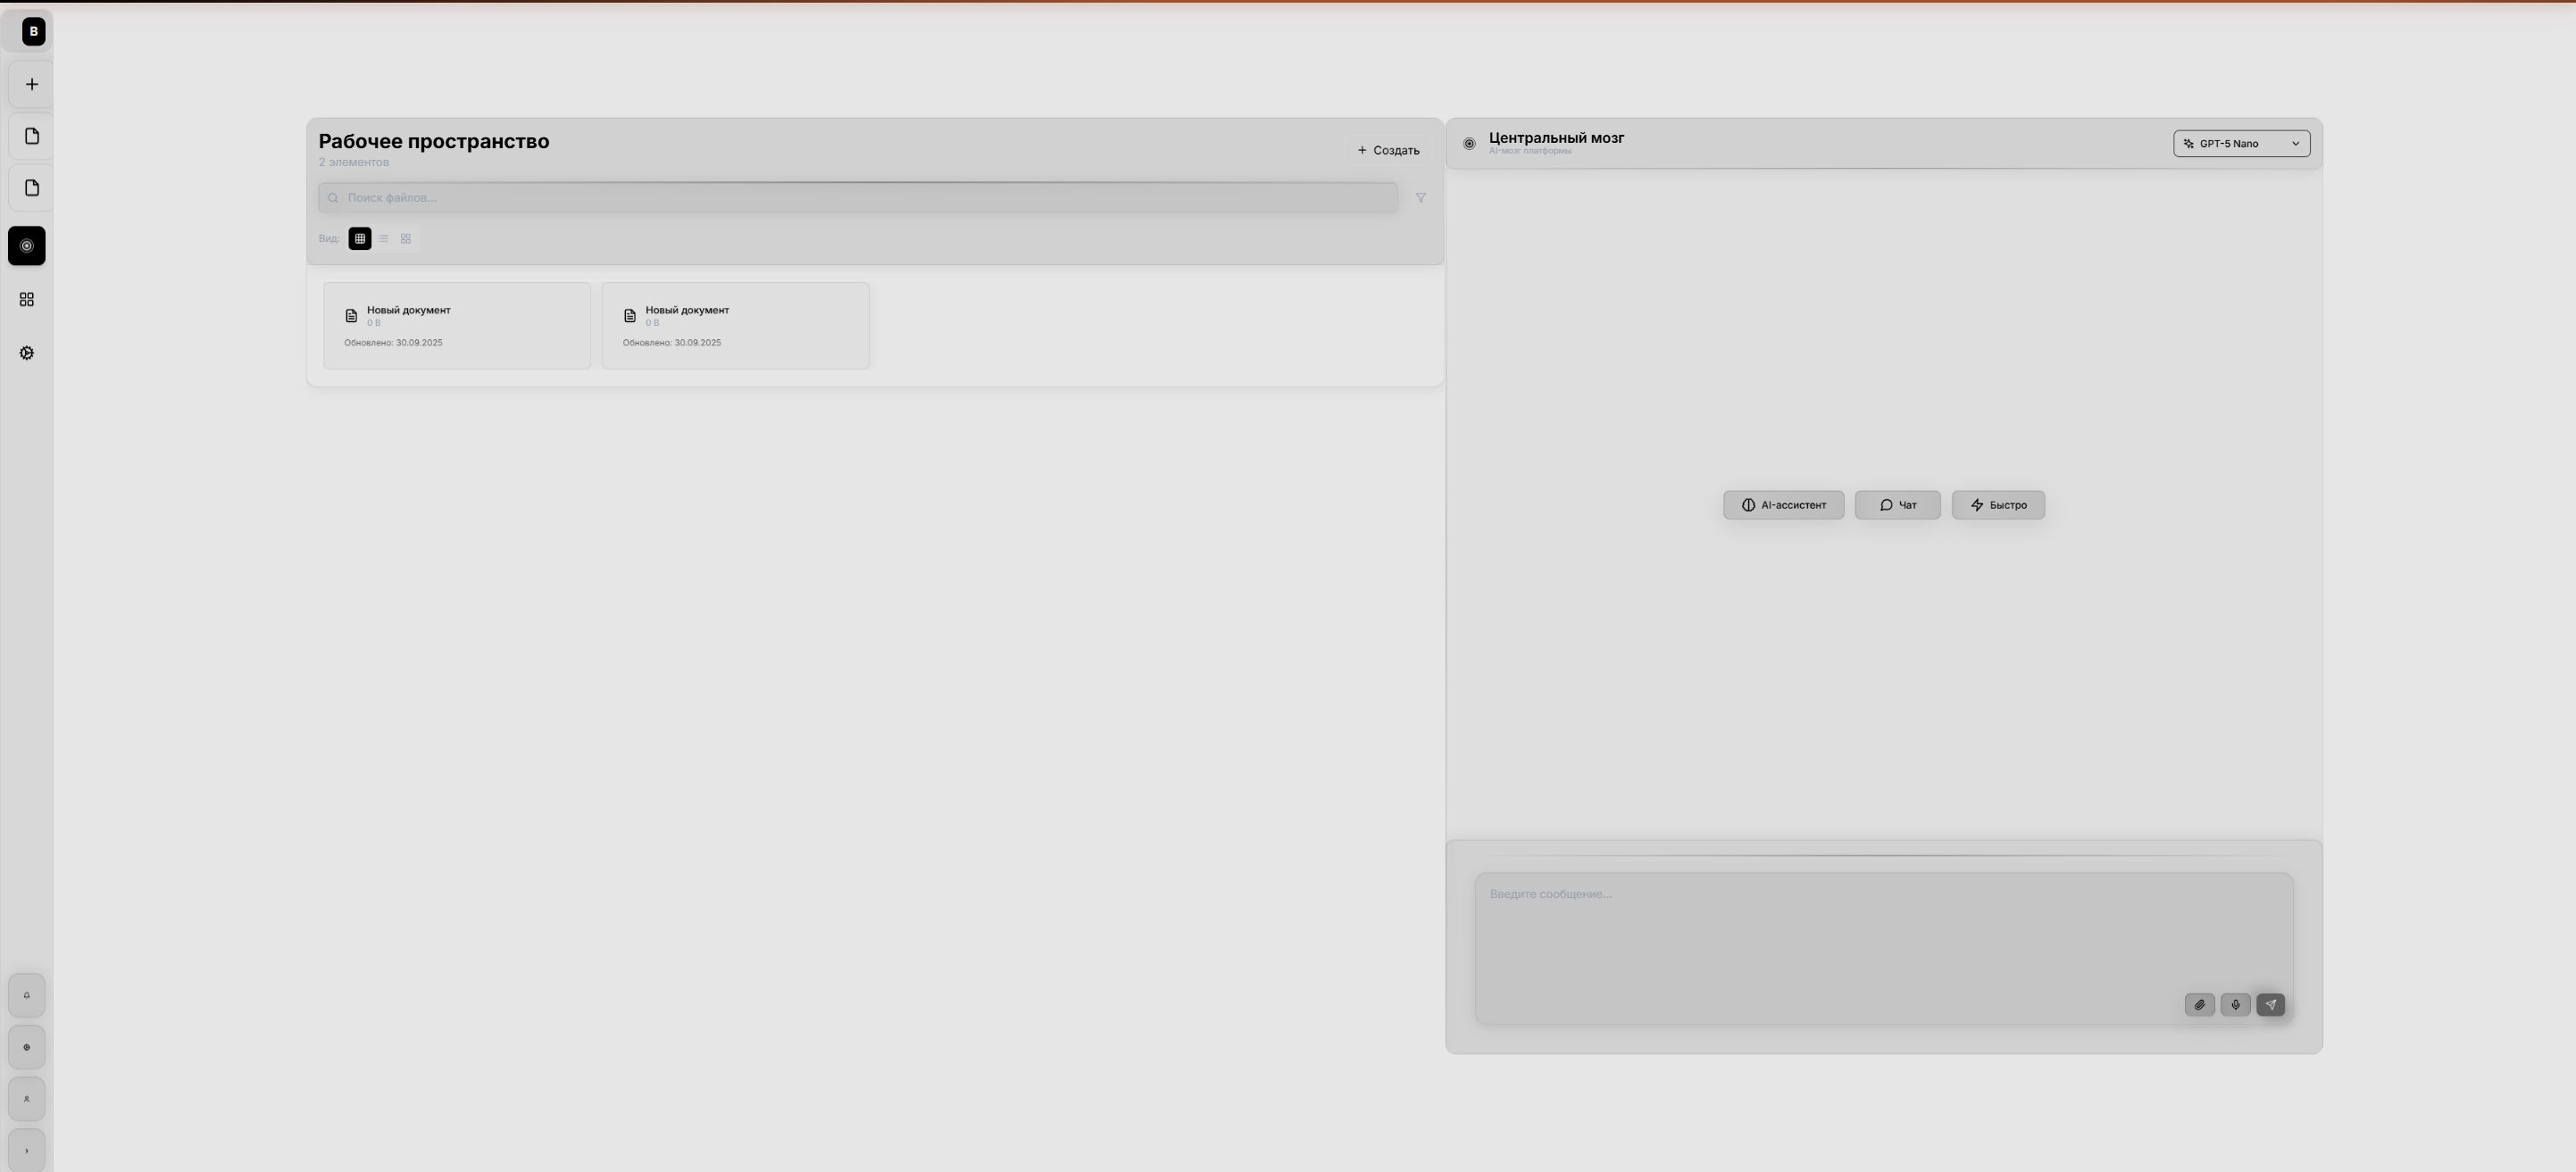 B
Рабочее пространство
2 элементов
Создать
Поиск файлов...
Вид:
Новый документ
0 B
Обновлено: 30.09.2025
Новый документ
0 B
Обновлено: 30.09.2025
Центральный мозг
AI-мозг платформы
GPT-5 Nano
AI-ассистент
Чат
Быстро
Введите сообщение...